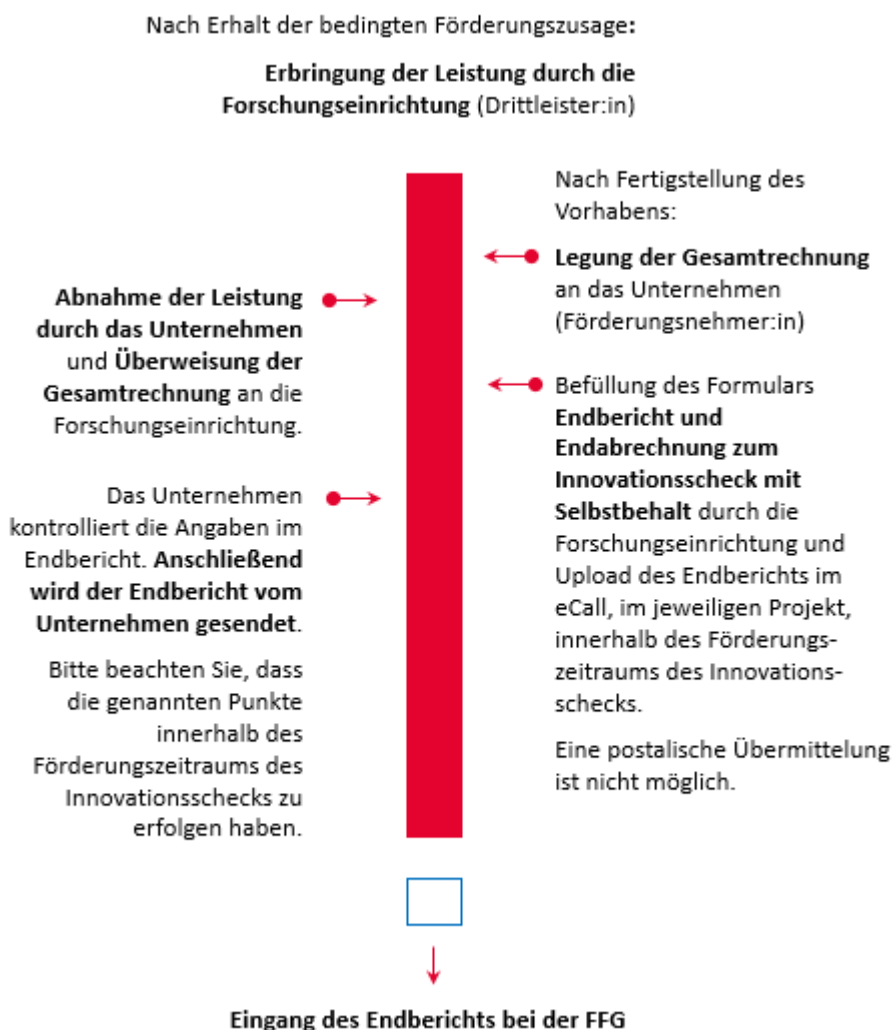 Nach Erhalt der bedingten Förderungszusage:
Erbringung der Leistung durch die
Forschungseinrichtung (Drittleister:in)
Nach Fertigstellung des
Vorhabens:
Legung der Gesamtrechnung
an das Unternehmen
(Förderungsnehmer:in)
Abnahme der Leistung
durch das Unternehmen
und Überweisung der
Gesamtrechnung an die
Forschungseinrichtung.
Befüllung des Formulars
Endbericht und
Endabrechnung zum
Innovationsscheck mit
Selbstbehalt durch die
Forschungseinrichtung und
Upload des Endberichts im
eCall, im jeweiligen Projekt,
innerhalb des Förderungs-
zeitraums des Innovations-
schecks.
Eine postalische Übermittelung
ist nicht möglich.
Das Unternehmen
kontrolliert die Angaben im
Endbericht. Anschließend
wird der Endbericht vom
Unternehmen gesendet.
Bitte beachten Sie, dass
die genannten Punkte
innerhalb des
Förderungszeitraums des
Innovationsschecks zu
erfolgen haben.
Eingang des Endberichts bei der FFG